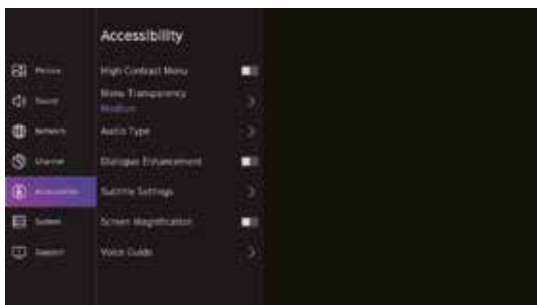 Accessibility
Picture
High Contrast Menu
Sound
Menu Transparency
Medium
Network
Audio Type
Channel
Dialogue Enhancement
Accessibility
Subtitle Settings
System
Screen Magnification
Support
Voice Guide